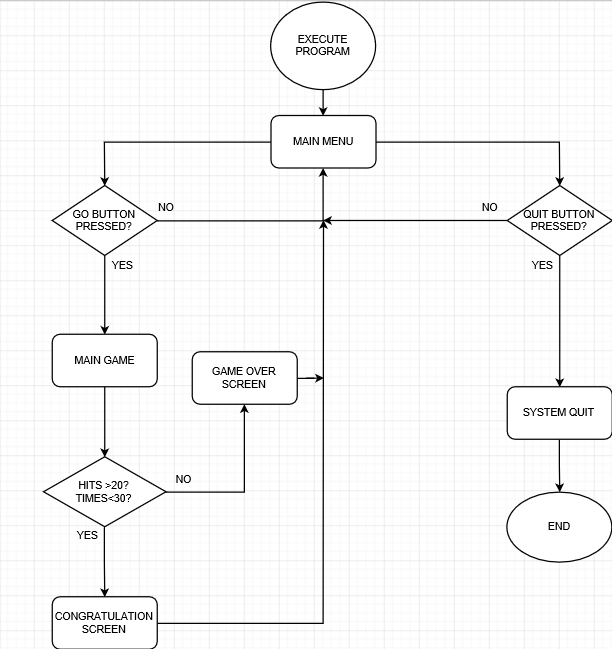 EXECUTE
PROGRAM
MAIN MENU
GO BUTTON
PRESSED?
NO
NO
QUIT BUTTON
PRESSED?
YES
YES
MAIN GAME
GAME OVER
SCREEN
SYSTEM QUIT
HITS >20?
TIMES<30?
NO
YES
END
CONGRATULATION
SCREEN